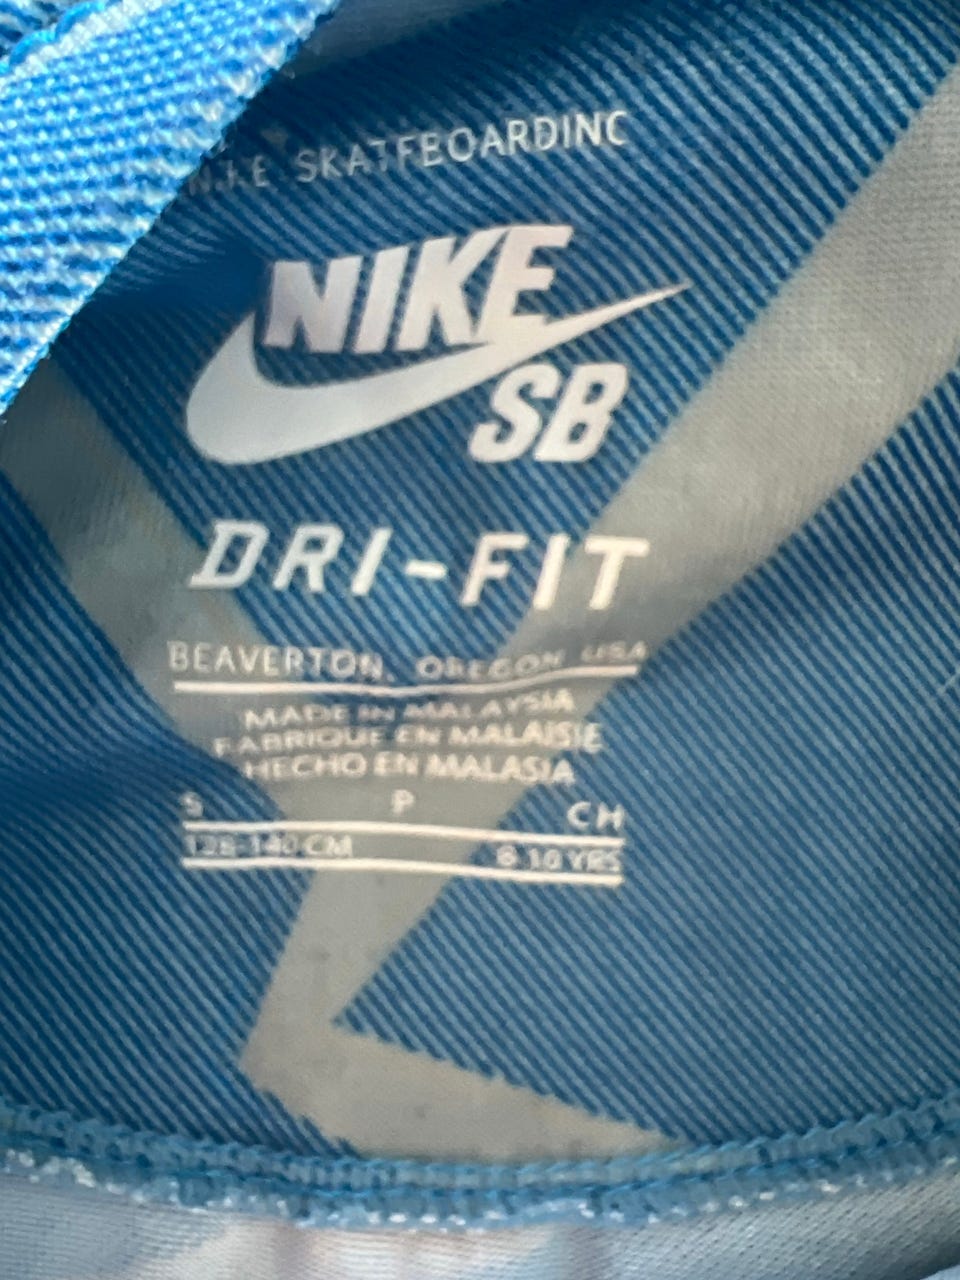 NIKE SKATEBOARDING
NIKE
SB
DRI-FIT
BEAVERTON, OREGON USA
MADE IN MALAYSIA
FABRIQUE EN MALAISIE
HECHO EN MALASIA
S P CH
128-140 CM 8-10 YRS